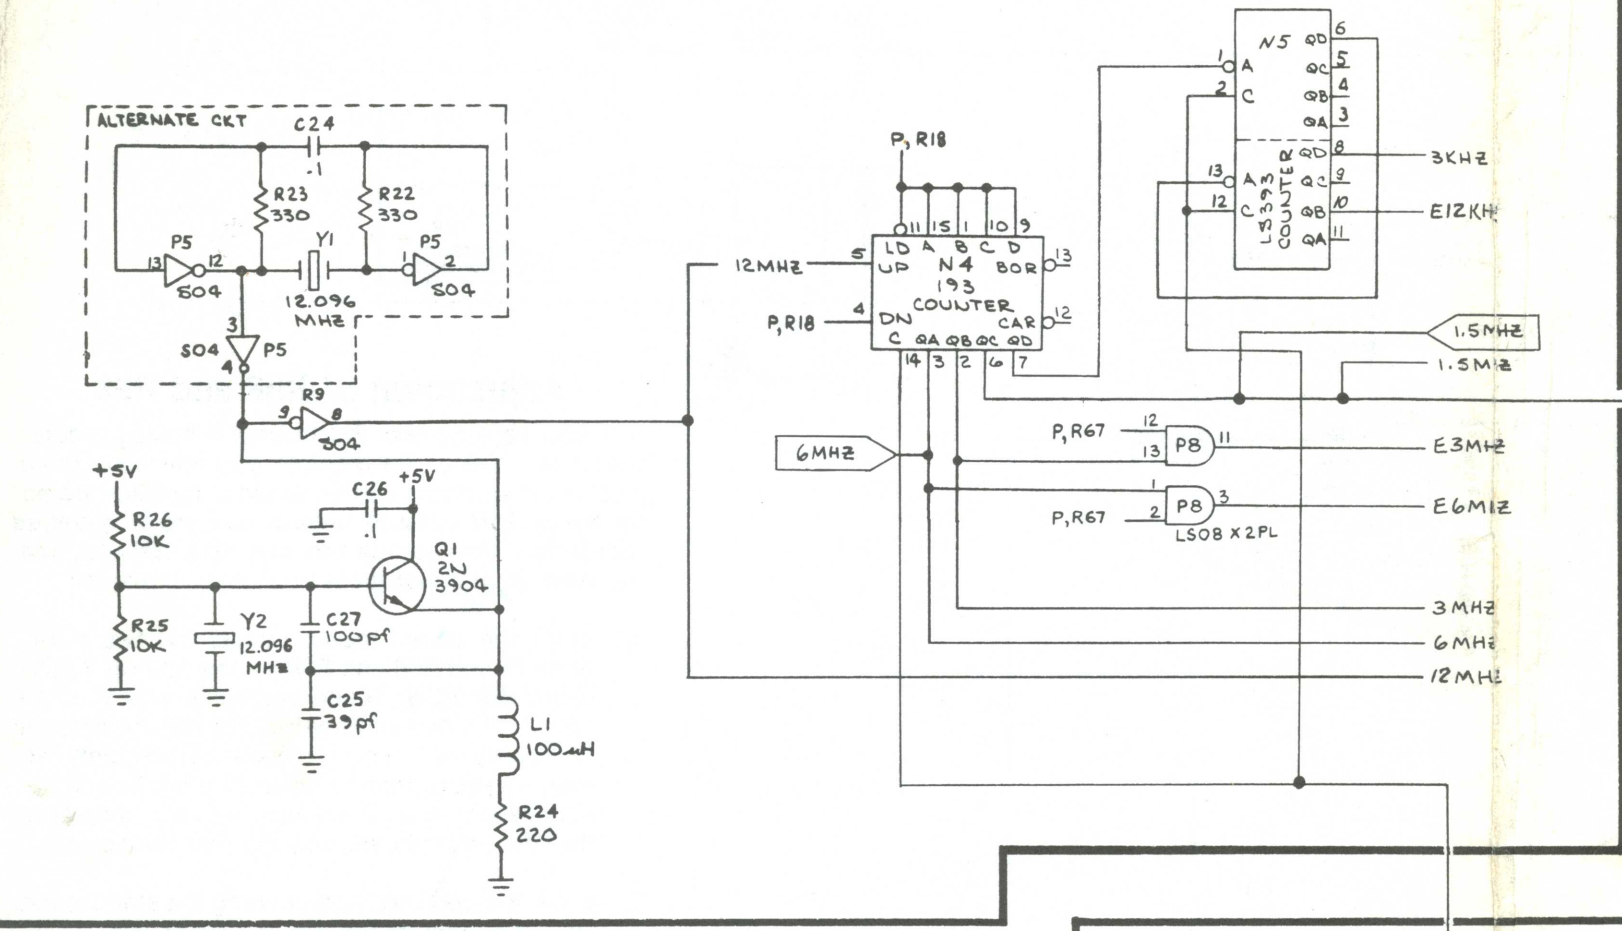 ALTERNATE CKT
C24
.1
R23
330
R22
330
P5
13
12
S04
Y1
12.096
MHZ
P5
1
2
S04
3
S04
P5
4
R9
9
8
S04
+5V
R26
10K
R25
10K
Y2
12.096
MHZ
C26
.1
+5V
Q1
2N
3904
C27
100pf
C25
39pf
L1
100uH
R24
220
12MHZ
P,R18
11
15
1
10
9
LD
A
B
C
D
5
UP
N4
BOR
13
193
COUNTER
4
P,R18
DN
CAR
12
C
QA
QB
QC
QD
14
3
2
6
7
6MHZ
P,R67
12
13
P8
11
E3MHZ
1
P8
3
E6MIZ
P,R67
2
LS08 X 2PL
N5
1
A
2
C
QD
6
QC
5
QB
4
QA
3
13
A
12
C
LS393
COUNTER
QD
8
QC
9
QB
10
QA
11
3KHZ
E12KH
1.5MHZ
1.5MZ
3MHZ
6MHZ
12MHZ